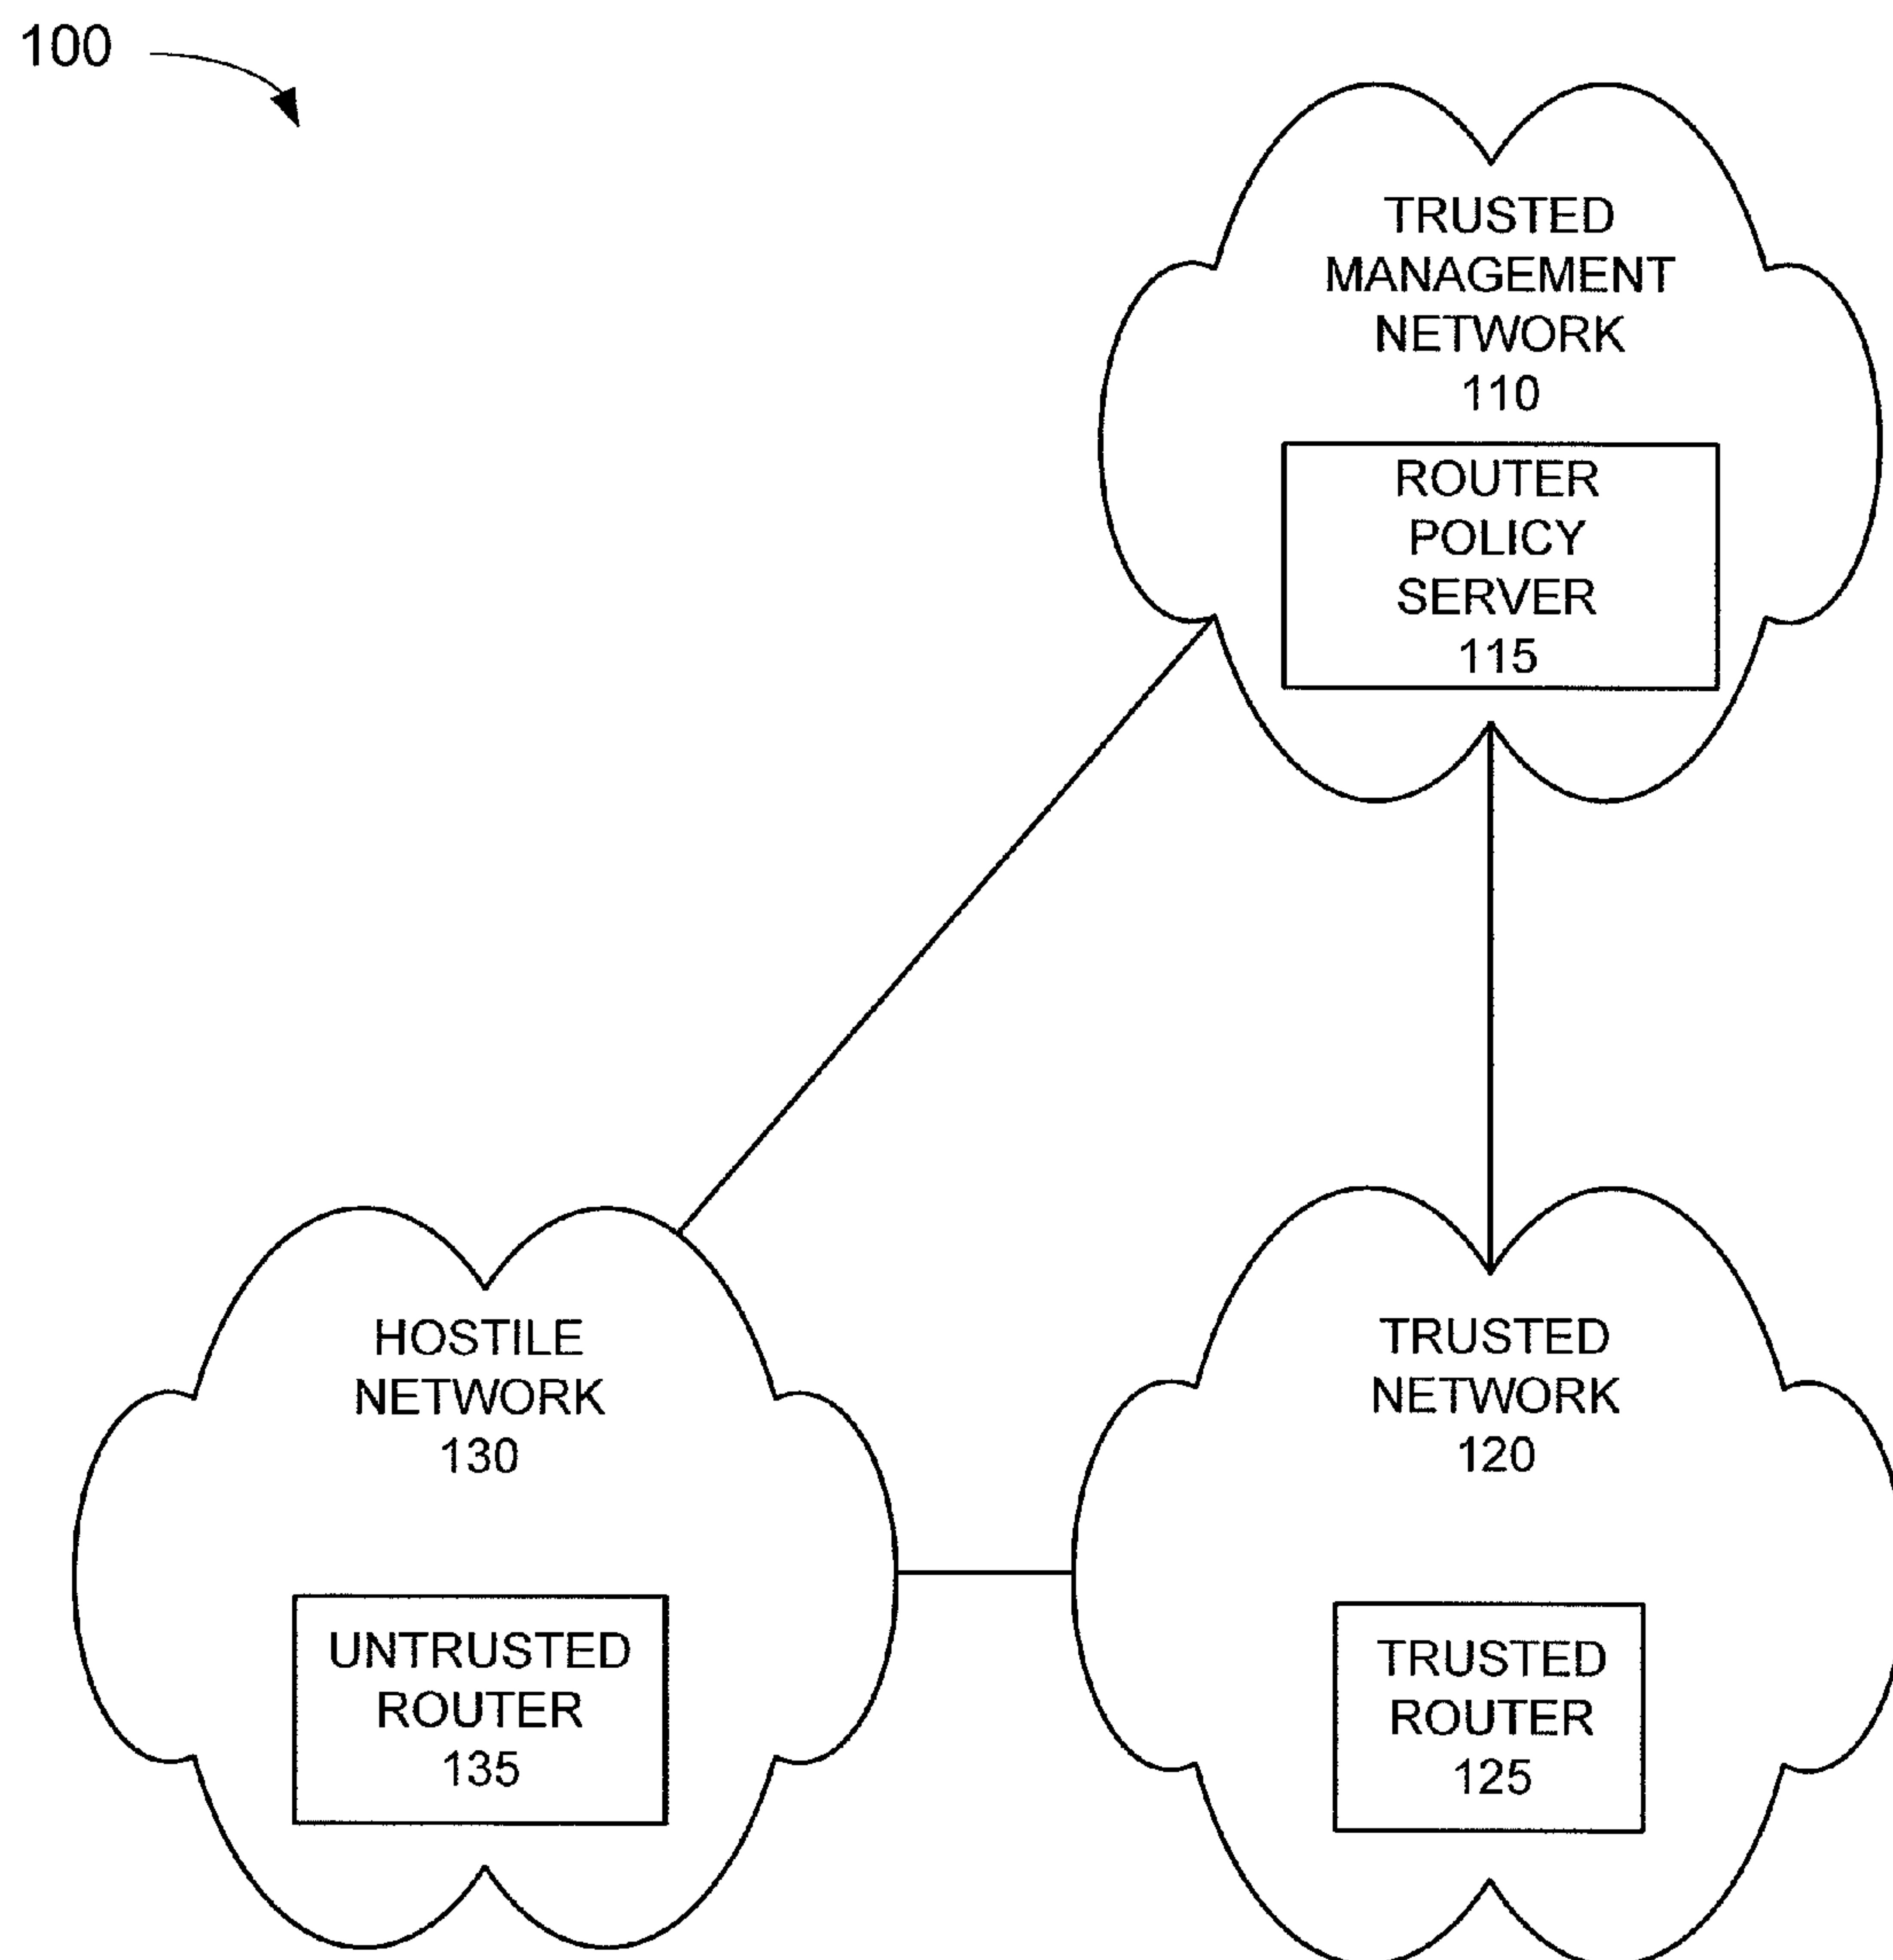 100
TRUSTED
MANAGEMENT
NETWORK
110
ROUTER
POLICY
SERVER
115
HOSTILE
NETWORK
130
UNTRUSTED
ROUTER
135
TRUSTED
NETWORK
120
TRUSTED
ROUTER
125